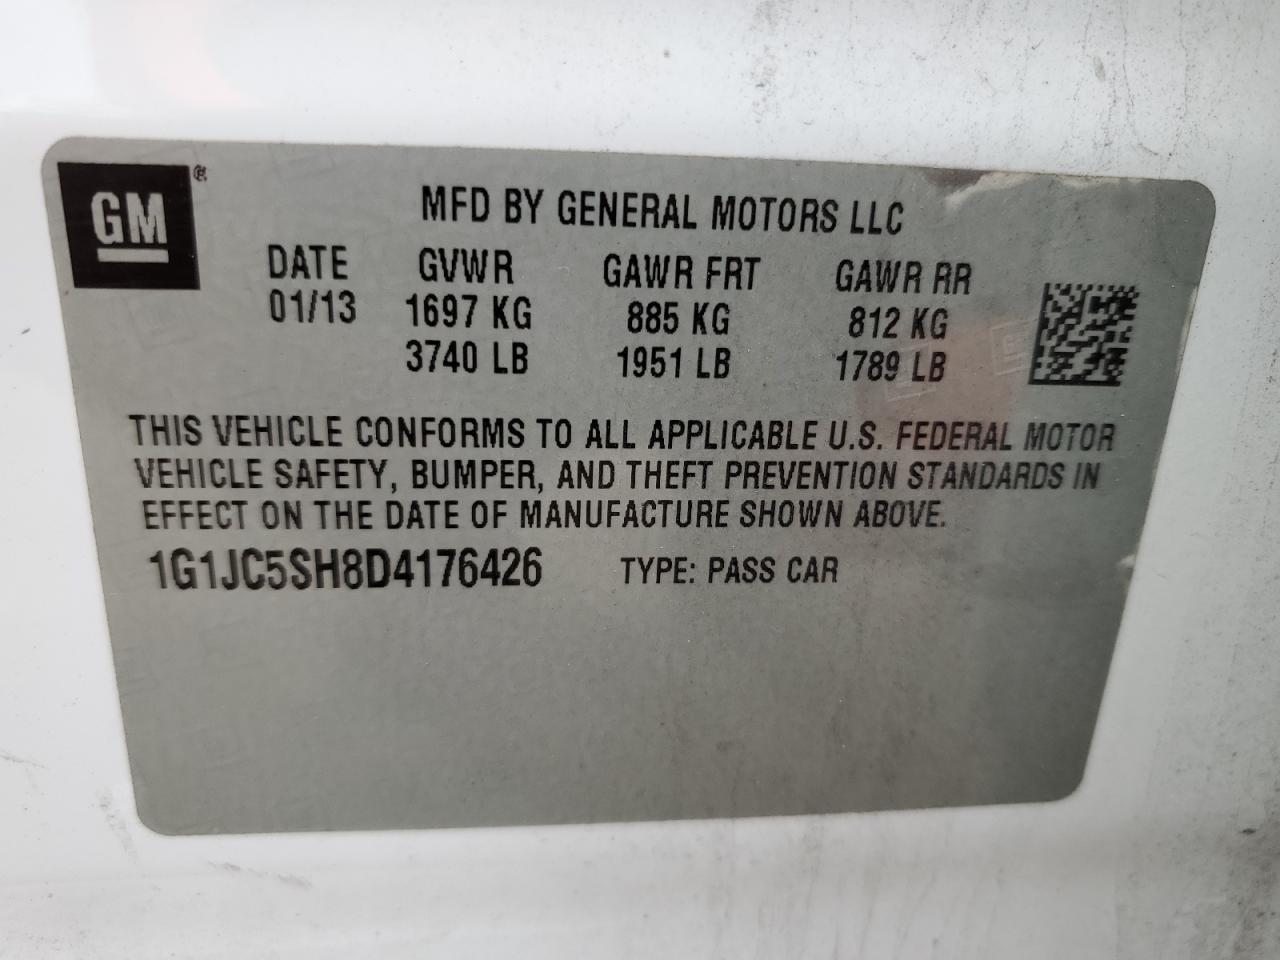 GM®
MFD BY GENERAL MOTORS LLC
DATE GVWR GAWR FRT GAWR RR
01/13 1697 KG 885 KG 812 KG
3740 LB 1951 LB 1789 LB
THIS VEHICLE CONFORMS TO ALL APPLICABLE U.S. FEDERAL MOTOR
VEHICLE SAFETY, BUMPER, AND THEFT PREVENTION STANDARDS IN
EFFECT ON THE DATE OF MANUFACTURE SHOWN ABOVE.
1G1JC5SH8D4176426 TYPE: PASS CAR